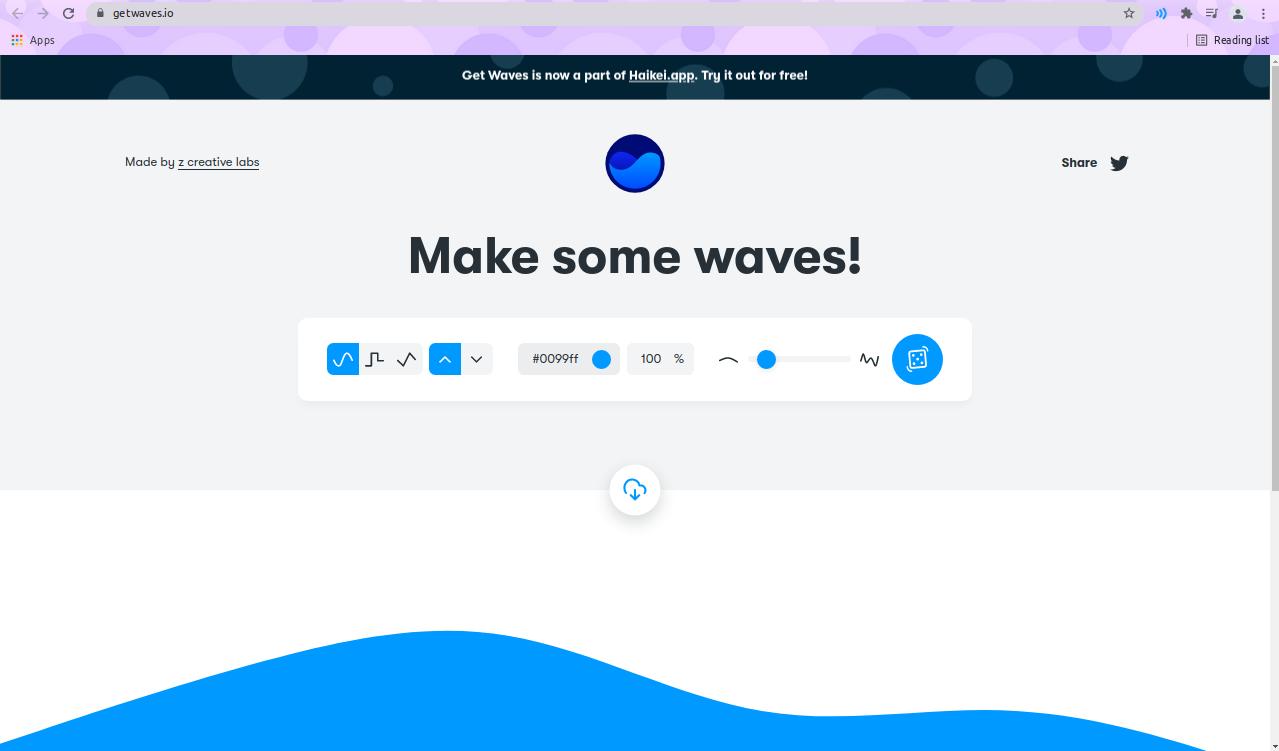 getwaves.io
Apps
Reading list
Get Waves is now a part of Haikei.app. Try it out for free!
Made by z creative labs
Share
Make some waves!
#0099ff
100 %